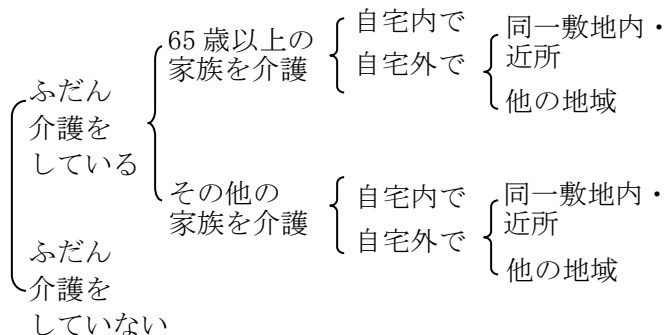 ふだん
介護を
している
65 歳以上の
家族を介護
自宅内で
自宅外で
同一敷地内・
近所
他の地域
その他の
家族を介護
自宅内で
自宅外で
同一敷地内・
近所
他の地域
ふだん
介護を
していない